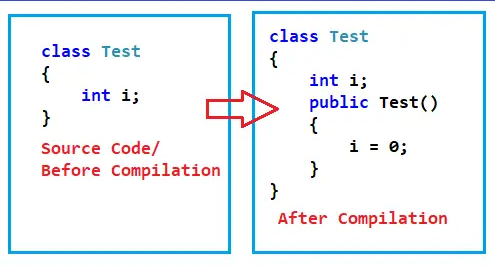 class Test
{
int i;
}
Source Code/
Before Compilation
class Test
{
int i;
public Test()
{
i = 0;
}
}
After Compilation